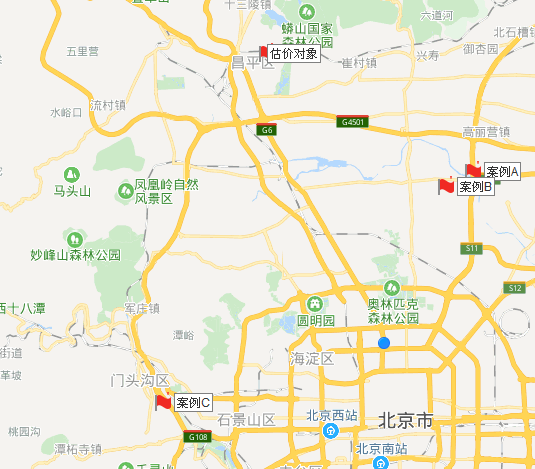 十三陵镇
六道河
蟒山国家
森林公园
北石槽镇
御杏园
五里营
昌平区
估价对象
崔村镇
兴寿
流村镇
水峪口
G6
G4501
高丽营镇
马头山
凤凰岭自然
风景区
案例A
案例B
妙峰山森林公园
S11
S12
西十八潭
军庄镇
圆明园
奥林匹克
森林公园
潭峪
海淀区
街道
革坡
门头沟区
案例C
石景山区
北京西站
北京市
桃园沟
潭柘寺镇
G108
北京南站